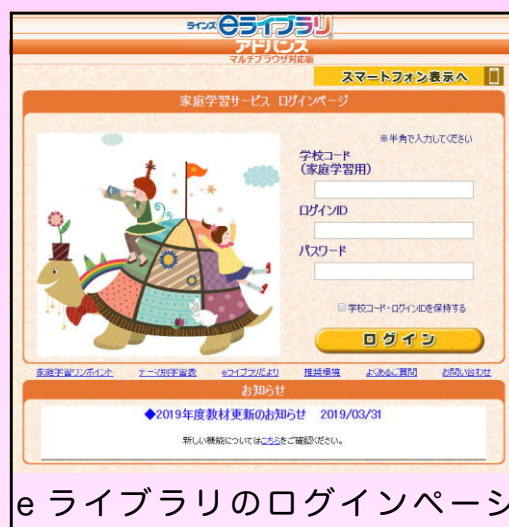 ラインズeライブラリ
アドバンス
マルチブラウザ対応版
スマートフォン表示へ
家庭学習サービス ログインページ
※半角で入力してください
学校コード
(家庭学習用)
ログインID
パスワード
学校コード・ログインIDを保持する
ログイン
家庭学習ワンポイント テーマ別学習表 eライブラリだより 推奨環境 よくあるご質問 お問い合わせ
お知らせ
◆2019年度教材更新のお知らせ 2019/03/31
新しい機能についてはこちらをご確認ください。
e ライブラリのログインページ